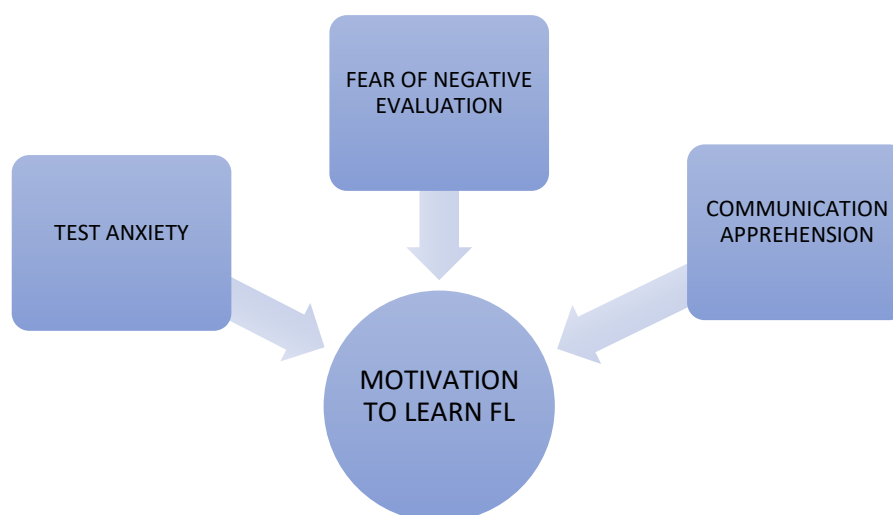 FEAR OF NEGATIVE
EVALUATION
TEST ANXIETY
COMMUNICATION
APPREHENSION
MOTIVATION
TO LEARN FL